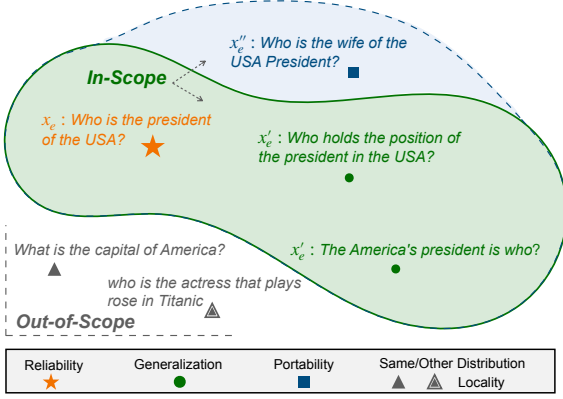 x''ₑ : Who is the wife of the
USA President?
In-Scope
xₑ : Who is the president
of the USA?
x'ₑ : Who holds the position of
the president in the USA?
What is the capital of America?
x'ₑ : The America's president is who?
who is the actress that plays
rose in Titanic
Out-of-Scope
Reliability Generalization Portability Same/Other Distribution
Locality